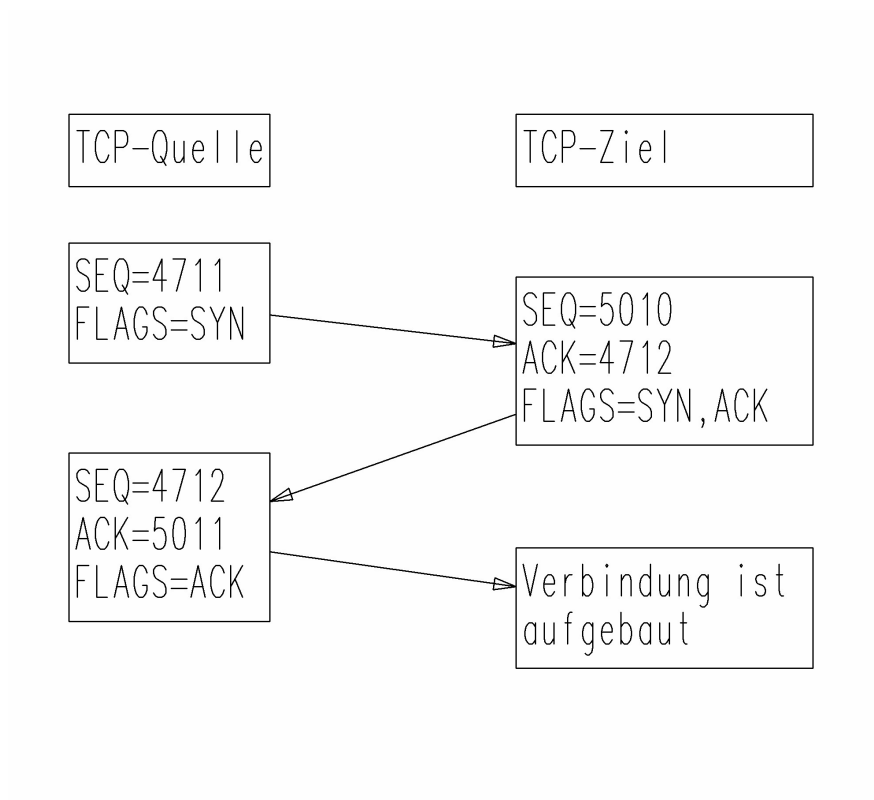 TCP-Quelle
TCP-Ziel
SEQ=4711
FLAGS=SYN
SEQ=5010
ACK=4712
FLAGS=SYN,ACK
SEQ=4712
ACK=5011
FLAGS=ACK
Verbindung ist
aufgebaut